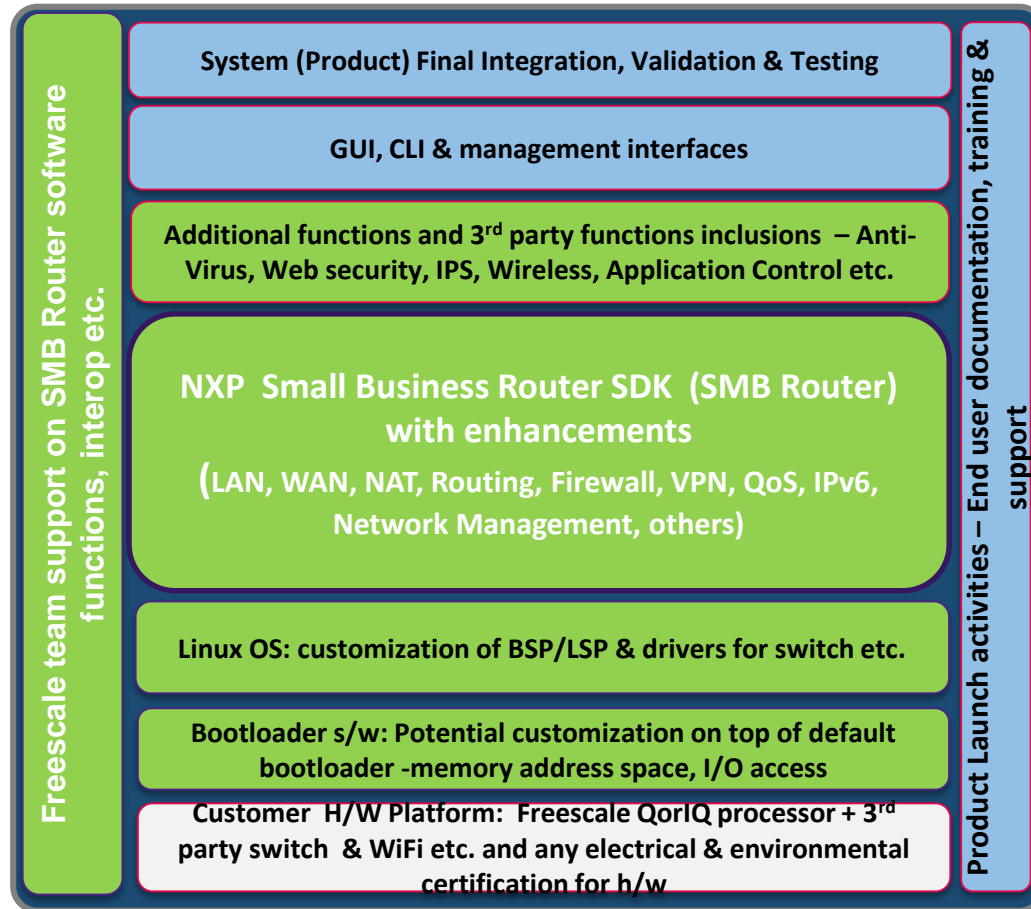 Freescale team support on SMB Router software
functions, interop etc.
System (Product) Final Integration, Validation & Testing
GUI, CLI & management interfaces
Additional functions and 3rd party functions inclusions – Anti-
Virus, Web security, IPS, Wireless, Application Control etc.
NXP Small Business Router SDK (SMB Router)
with enhancements
(LAN, WAN, NAT, Routing, Firewall, VPN, QoS, IPv6,
Network Management, others)
Linux OS: customization of BSP/LSP & drivers for switch etc.
Bootloader s/w: Potential customization on top of default
bootloader -memory address space, I/O access
Customer H/W Platform: Freescale QorIQ processor + 3rd
party switch & WiFi etc. and any electrical & environmental
certification for h/w
Product Launch activities – End user documentation, training &
support